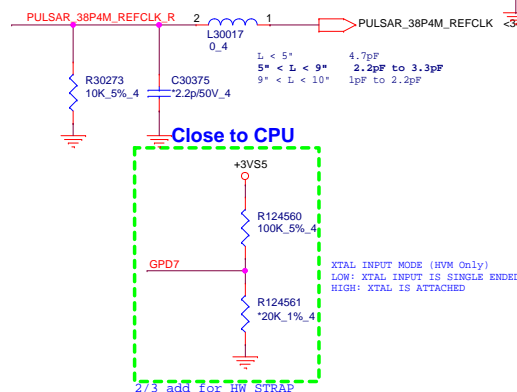 PULSAR_38P4M_REFCLK_R
2
1
PULSAR_38P4M_REFCLK
<3
L30017
0_4
L < 5" 4.7pF
5" < L < 9" 2.2pF to 3.3pF
9" < L < 10" 1pF to 2.2pF
R30273
10K_5%_4
C30375
*2.2p/50V_4
Close to CPU
+3VS5
R124560
100K_5%_4
GPD7
XTAL INPUT MODE (HVM Only)
LOW: XTAL INPUT IS SINGLE ENDED
HIGH: XTAL IS ATTACHED
R124561
*20K_1%_4
2/3 add for HW STRAP